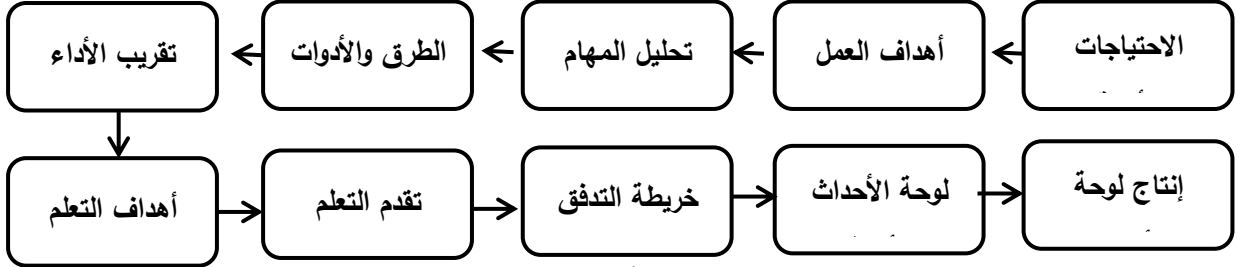 الاحتياجات
أهداف العمل
تحليل المهام
الطرق والأدوات
تقريب الأداء
أهداف التعلم
تقدم التعلم
خريطة التدفق
لوحة الأحداث
إنتاج لوحة